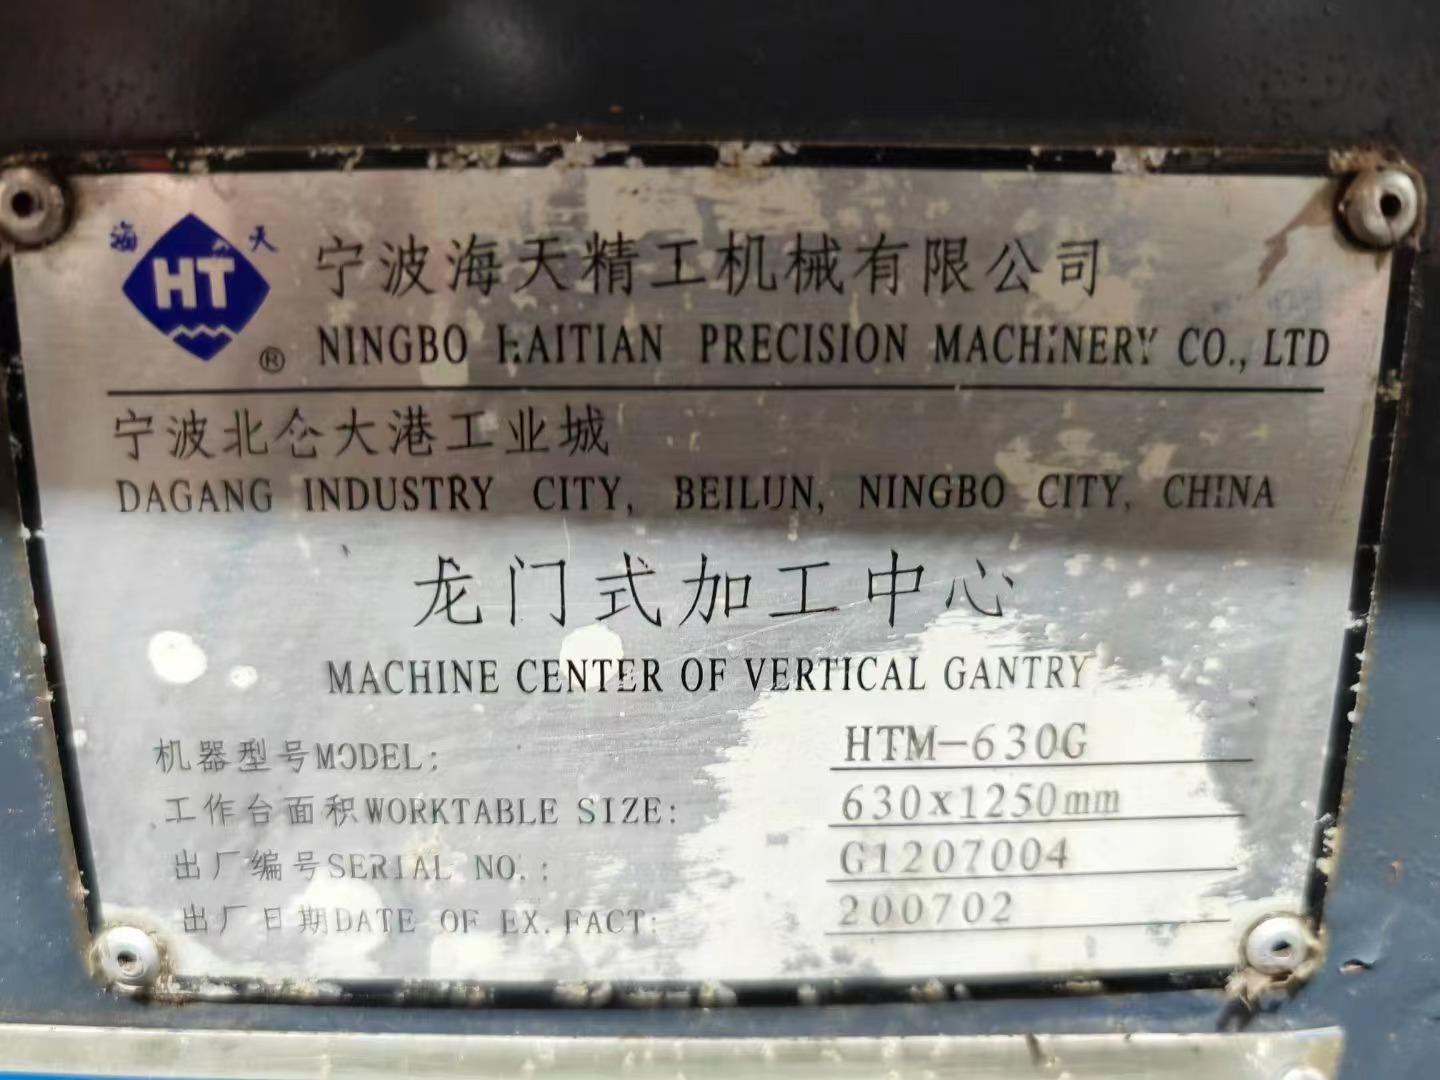 海天
HT
®
宁波海天精工机械有限公司
NINGBO HAITIAN PRECISION MACHINERY CO., LTD
宁波北仑大港工业城
DAGANG INDUSTRY CITY, BEILUN, NINGBO CITY, CHINA
龙门式加工中心
MACHINE CENTER OF VERTICAL GANTRY
机器型号MODEL: HTM-630G
工作台面积WORKTABLE SIZE: 630x1250mm
出厂编号SERIAL NO.: G1207004
出厂日期DATE OF EX.FACT: 200702